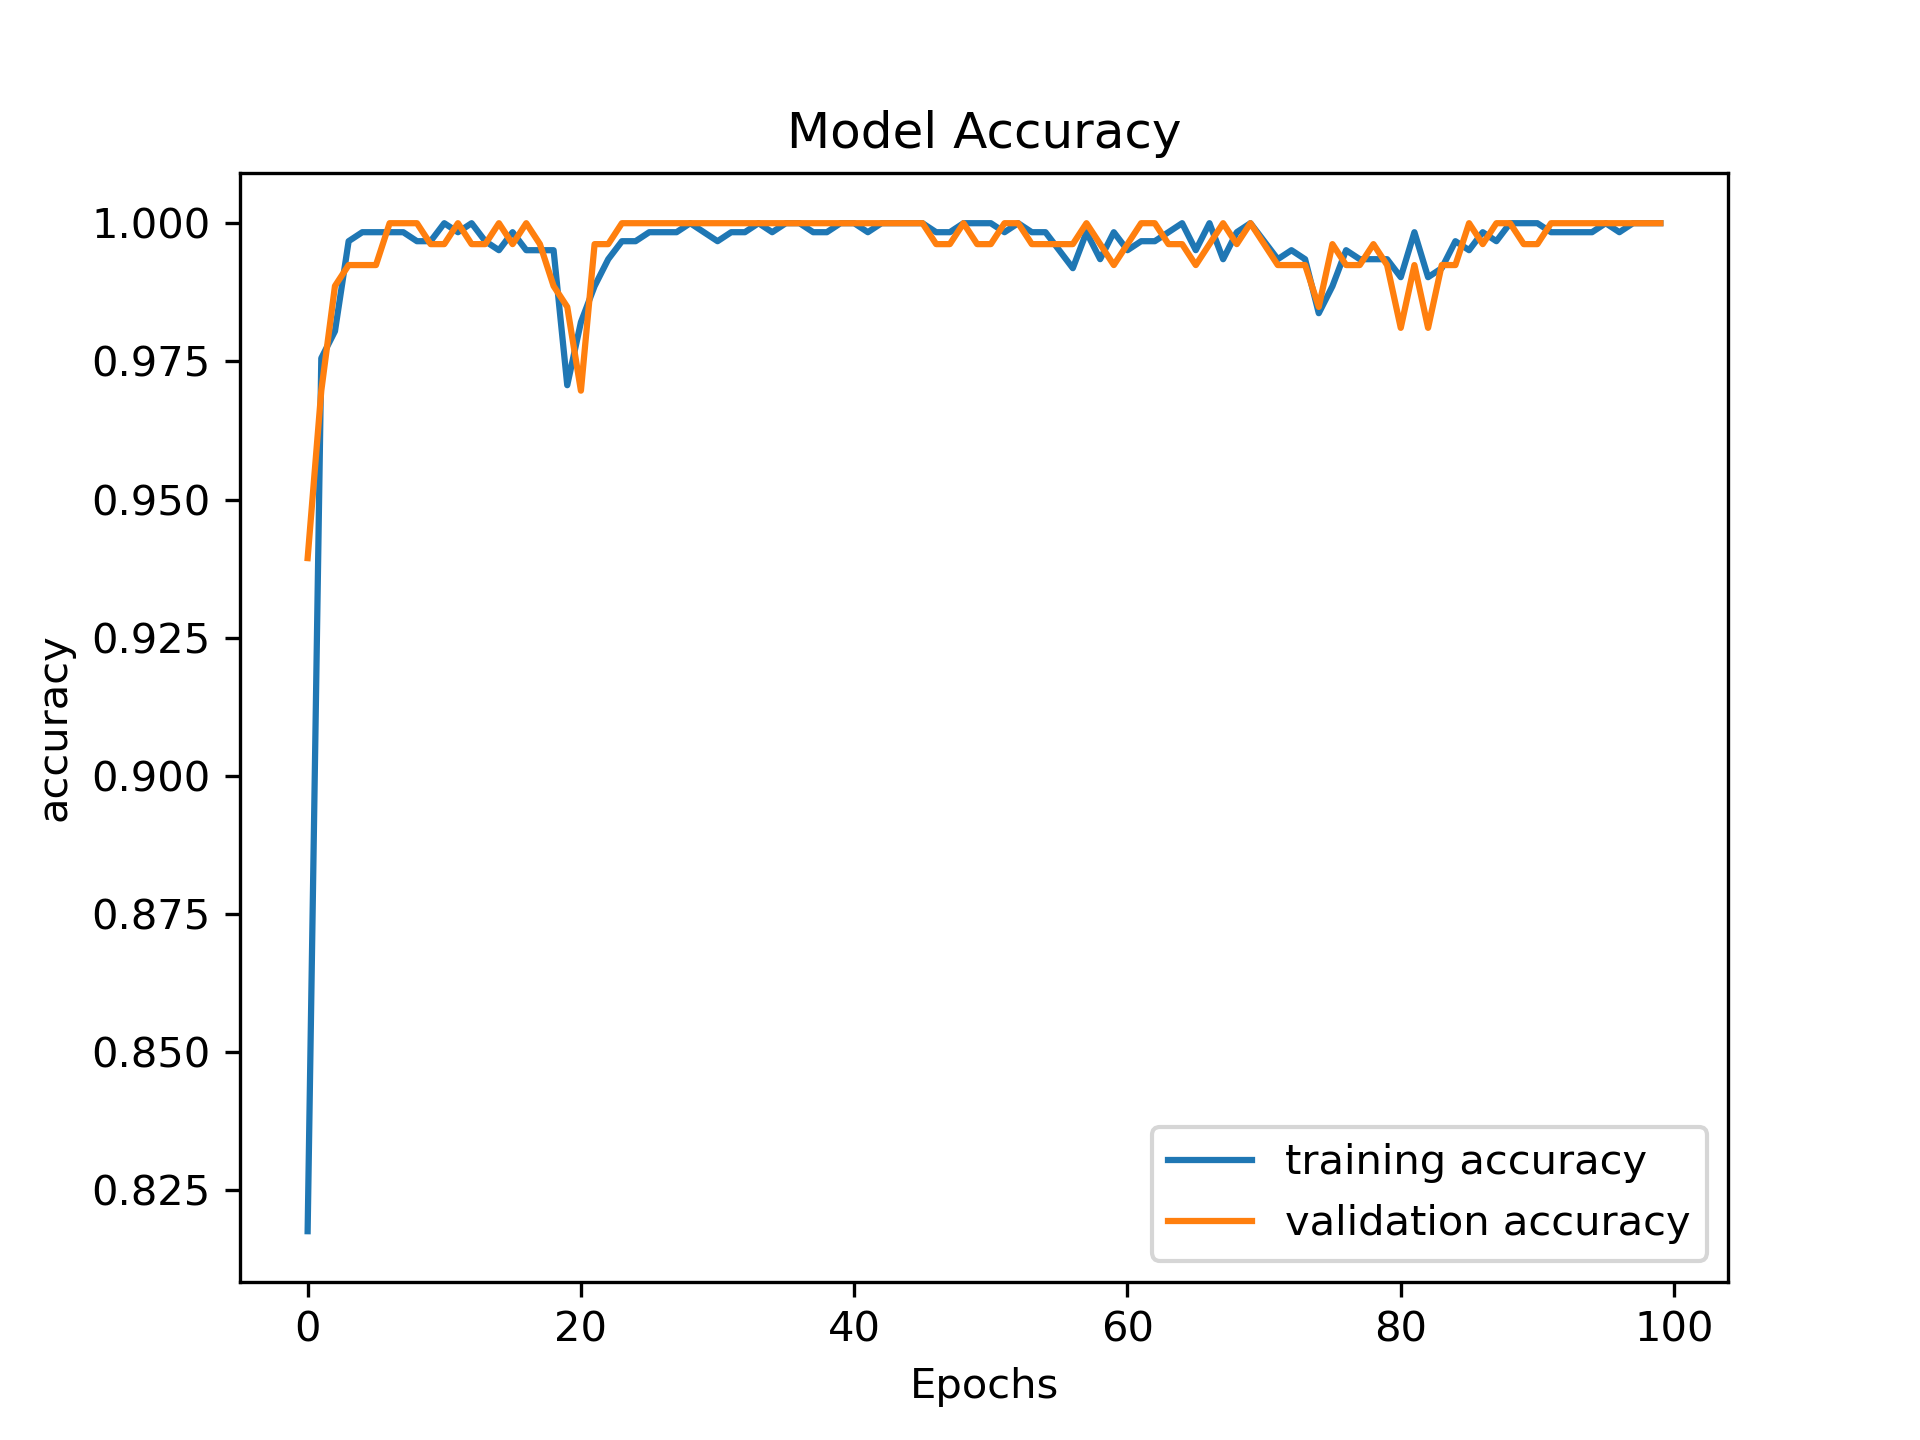 Model Accuracy
1.000
0.975
0.950
0.925
0.900
0.875
0.850
0.825
accuracy
training accuracy
validation accuracy
0 20 40 60 80 100
Epochs